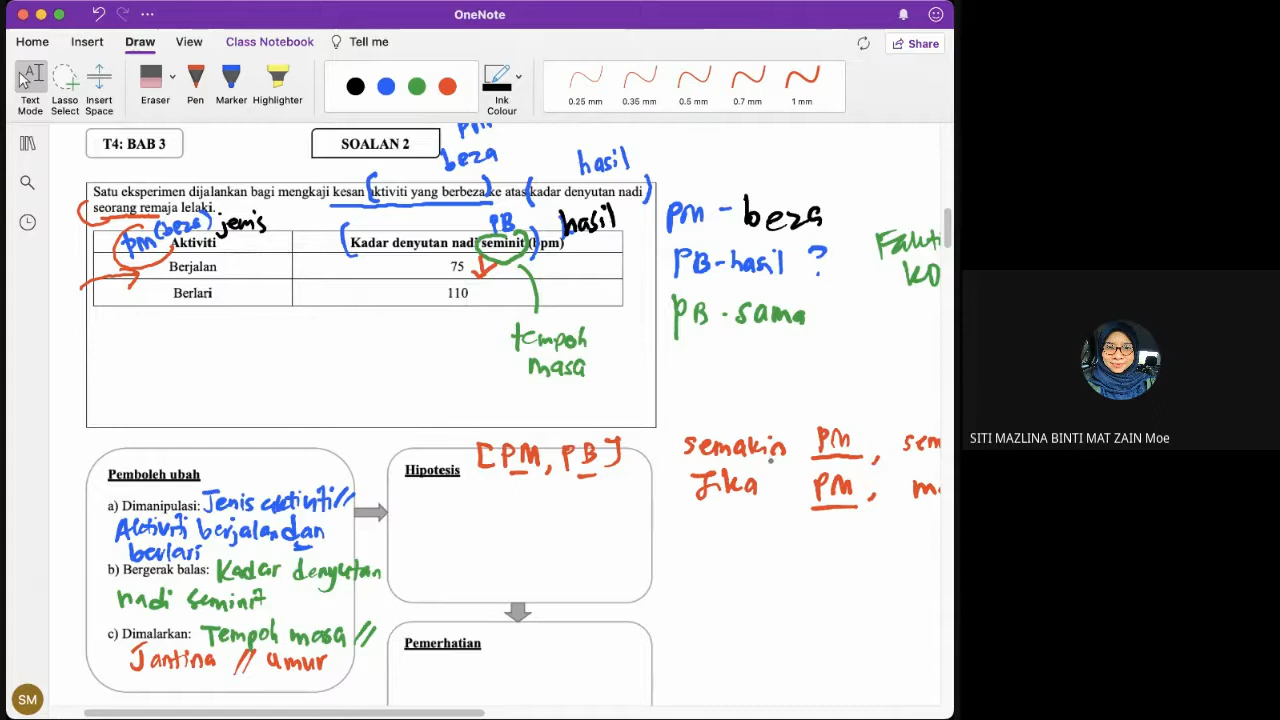 OneNote
Home Insert Draw View Class Notebook Tell me Share
Text Mode
Lasso Select
Insert Space
Eraser
Pen
Marker
Highlighter
Ink Colour
0.25 mm 0.35 mm 0.5 mm 0.7 mm 1 mm
T4: BAB 3
SOALAN 2
pm
beza
hasil
Satu eksperimen dijalankan bagi mengkaji kesan aktiviti yang berbeza ke atas kadar denyutan nadi
seorang remaja lelaki.
pm (beza) jenis
PB hasil
Aktiviti Kadar denyutan nadi seminit (bpm)
Berjalan 75
Berlari 110
tempoh
masa
pm - beza
PB - hasil ?
PB - sama
Fakt
ko
semakin PM, sem
Jika PM, m
Pemboleh ubah
a) Dimanipulasi: Jenis aktiviti //
Aktiviti berjalan dan
berlari
b) Bergerak balas: Kadar denyutan
nadi seminit
c) Dimalarkan: Tempoh masa //
Jantina // umur
Hipotesis [PM, PB]
Pemerhatian
SM
SITI MAZLINA BINTI MAT ZAIN Moe